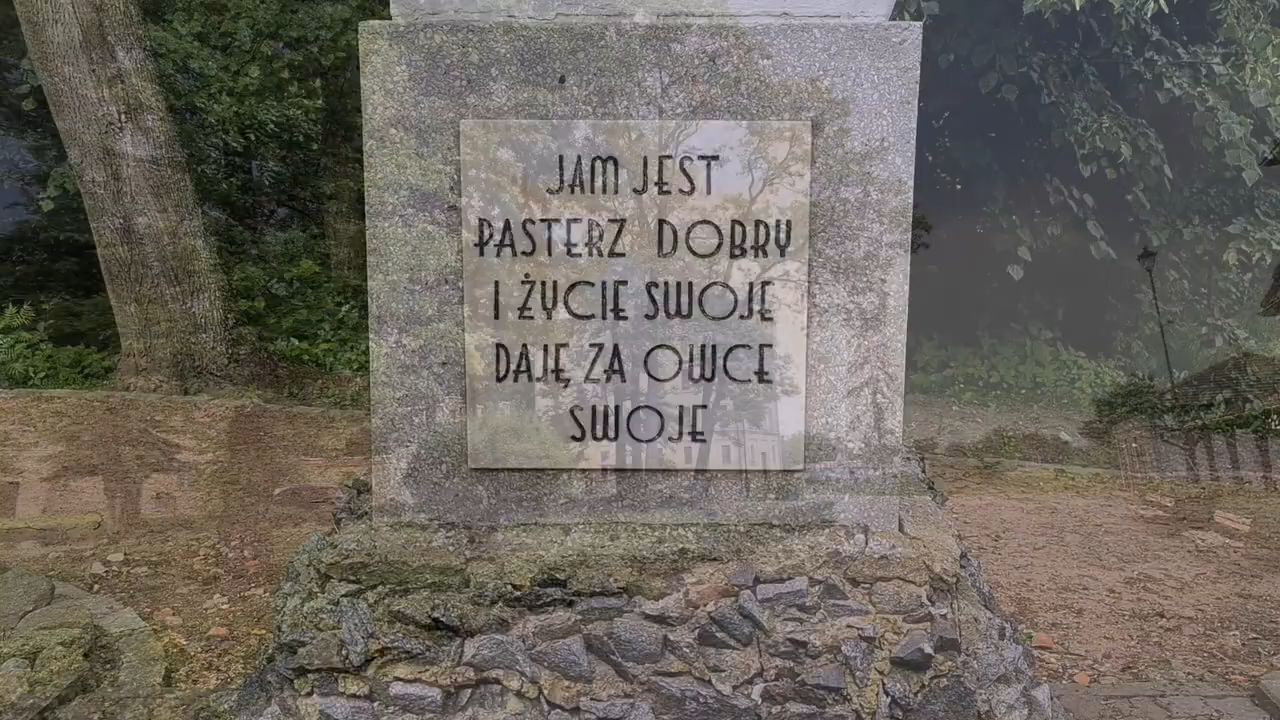 JAM JEST
PASTERZ DOBRY
I ŻYCIE SWOJE
DAJĘ ZA OWCE
SWOJE